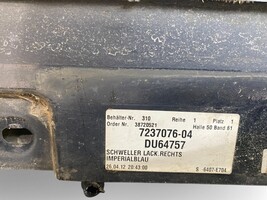 Behälter-Nr. 310 Reihe 1 Platz 1
Order Nr. 38720521 Halle 50 Band 61
7237076-04
DU64757
SCHWELLER LACK.RECHTS
IMPERIALBLAU
26.04.12 20:43:00